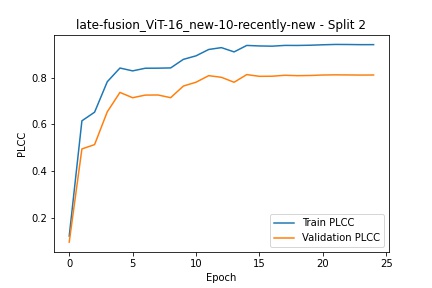 late-fusion_ViT-16_new-10-recently-new - Split 2
PLCC
0.8
0.6
0.4
0.2
Train PLCC
Validation PLCC
0 5 10 15 20 25
Epoch